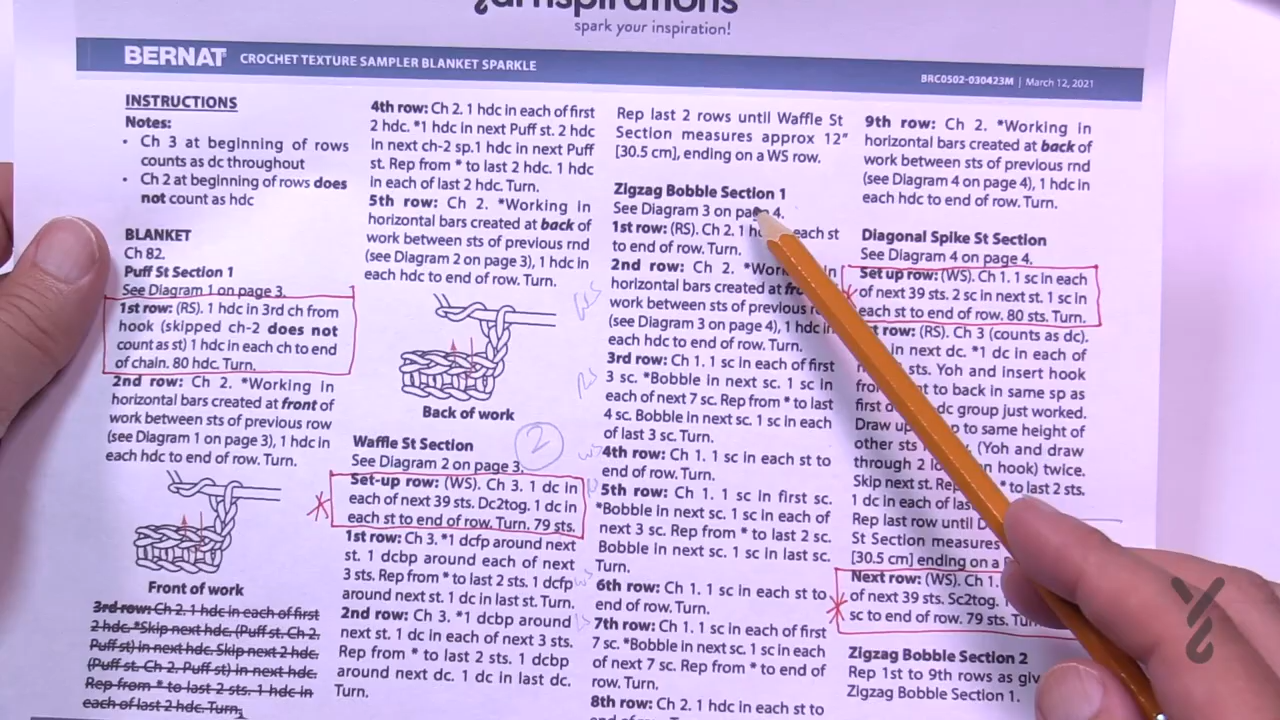 yarnspirations
spark your inspiration!
BERNAT CROCHET TEXTURE SAMPLER BLANKET SPARKLE
BRC0502-030423M | March 12, 2021
INSTRUCTIONS
Notes:
• Ch 3 at beginning of rows
counts as dc throughout
• Ch 2 at beginning of rows does
not count as hdc
BLANKET
Ch 82.
Puff St Section 1
See Diagram 1 on page 3.
1st row: (RS). 1 hdc in 3rd ch from
hook (skipped ch-2 does not
count as st) 1 hdc in each ch to end
of chain. 80 hdc. Turn.
2nd row: Ch 2. *Working in
horizontal bars created at front of
work between sts of previous row
(see Diagram 1 on page 3), 1 hdc in
each hdc to end of row. Turn.
Front of work
3rd row: Ch 2. 1 hdc in each of first
2 hdc. *Skip next hdc. (Puff st. Ch 2.
Puff st) in next hdc. Skip next 2 hdc.
(Puff st. Ch 2. Puff st) in next hdc.
Rep from * to last 2 sts. 1 hdc in
each of last 2 hdc. Turn.
4th row: Ch 2. 1 hdc in each of first
2 hdc. *1 hdc in next Puff st. 2 hdc
in next ch-2 sp.1 hdc in next Puff
st. Rep from * to last 2 hdc. 1 hdc
in each of last 2 hdc. Turn.
5th row: Ch 2. *Working in
horizontal bars created at back of
work between sts of previous rnd
(see Diagram 2 on page 3), 1 hdc in
each hdc to end of row. Turn.
Back of work
Waffle St Section
2
See Diagram 2 on page 3.
Set-up row: (WS). Ch 3. 1 dc in
each of next 39 sts. Dc2tog. 1 dc in
each st to end of row. Turn. 79 sts.
1st row: Ch 3. *1 dcfp around next
st. 1 dcbp around each of next
3 sts. Rep from * to last 2 sts. 1 dcfp
around next st. 1 dc in last st. Turn.
2nd row: Ch 3. *1 dcbp around
next st. 1 dc in each of next 3 sts.
Rep from * to last 2 sts. 1 dcbp
around next dc. 1 dc in last dc.
Turn.
Rep last 2 rows until Waffle St
Section measures approx 12"
[30.5 cm], ending on a WS row.
Zigzag Bobble Section 1
See Diagram 3 on page 4.
1st row: (RS). Ch 2. 1 each st
to end of row. Turn.
2nd row: Ch 2. in
horizontal bars created at
work between sts of previous
(see Diagram 3 on page 4), 1 hdc in
each hdc to end of row. Turn.
3rd row: Ch 1. 1 sc in each of first
3 sc. *Bobble in next sc. 1 sc in
each of next 7 sc. Rep from * to last
4 sc. Bobble in next sc. 1 sc in each
of last 3 sc. Turn.
4th row: Ch 1. 1 sc in each st to
end of row. Turn.
5th row: Ch 1. 1 sc in first sc.
*Bobble in next sc. 1 sc in each of
next 3 sc. Rep from * to last 2 sc.
Bobble in next sc. 1 sc in last sc.
Turn.
6th row: Ch 1. 1 sc in each st to
end of row. Turn.
7th row: Ch 1. 1 sc in each of first
7 sc. *Bobble in next sc. 1 sc in each
of next 7 sc. Rep from * to end of
row. Turn.
8th row: Ch 2. 1 hdc in each st to
9th row: Ch 2. *Working in
horizontal bars created at back of
work between sts of previous rnd
(see Diagram 4 on page 4), 1 hdc in
each hdc to end of row. Turn.
Diagonal Spike St Section
See Diagram 4 on page 4.
Set up row: (WS). Ch 1. 1 sc in each
of next 39 sts. 2 sc in next st. 1 sc in
each st to end of row. 80 sts. Turn.
row: (RS). Ch 3 (counts as dc).
in next dc. *1 dc in each of
sts. Yoh and insert hook
to back in same sp as
first dc group just worked.
Draw up to same height of
other sts (Yoh and draw
through 2 hook) twice.
Skip next st. * to last 2 sts.
1 dc in each of
Rep last row until
St Section measures
[30.5 cm] ending on a
Next row: (WS). Ch 1.
of next 39 sts. Sc2tog.
sc to end of row. 79 sts.
Zigzag Bobble Section 2
Rep 1st to 9th rows as
Zigzag Bobble Section 1.